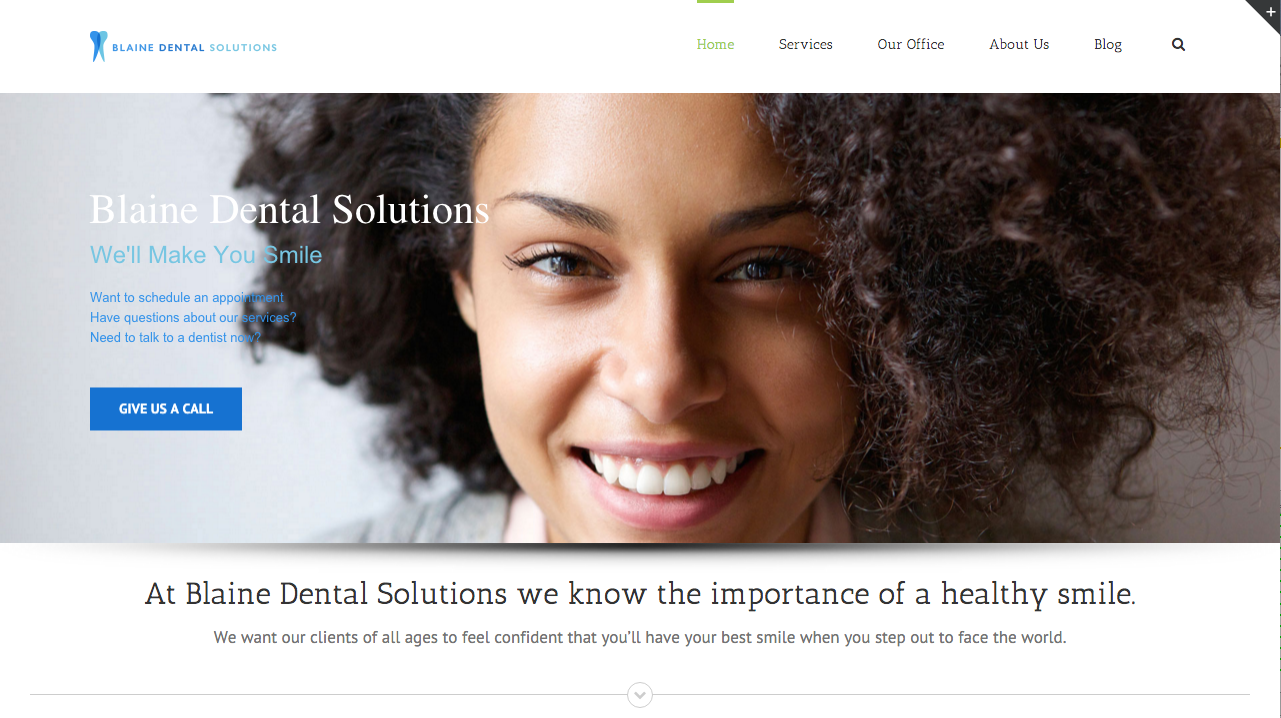 BLAINE DENTAL SOLUTIONS
Home Services Our Office About Us Blog
+
Blaine Dental Solutions
We'll Make You Smile
Want to schedule an appointment
Have questions about our services?
Need to talk to a dentist now?
GIVE US A CALL
At Blaine Dental Solutions we know the importance of a healthy smile.
We want our clients of all ages to feel confident that you’ll have your best smile when you step out to face the world.